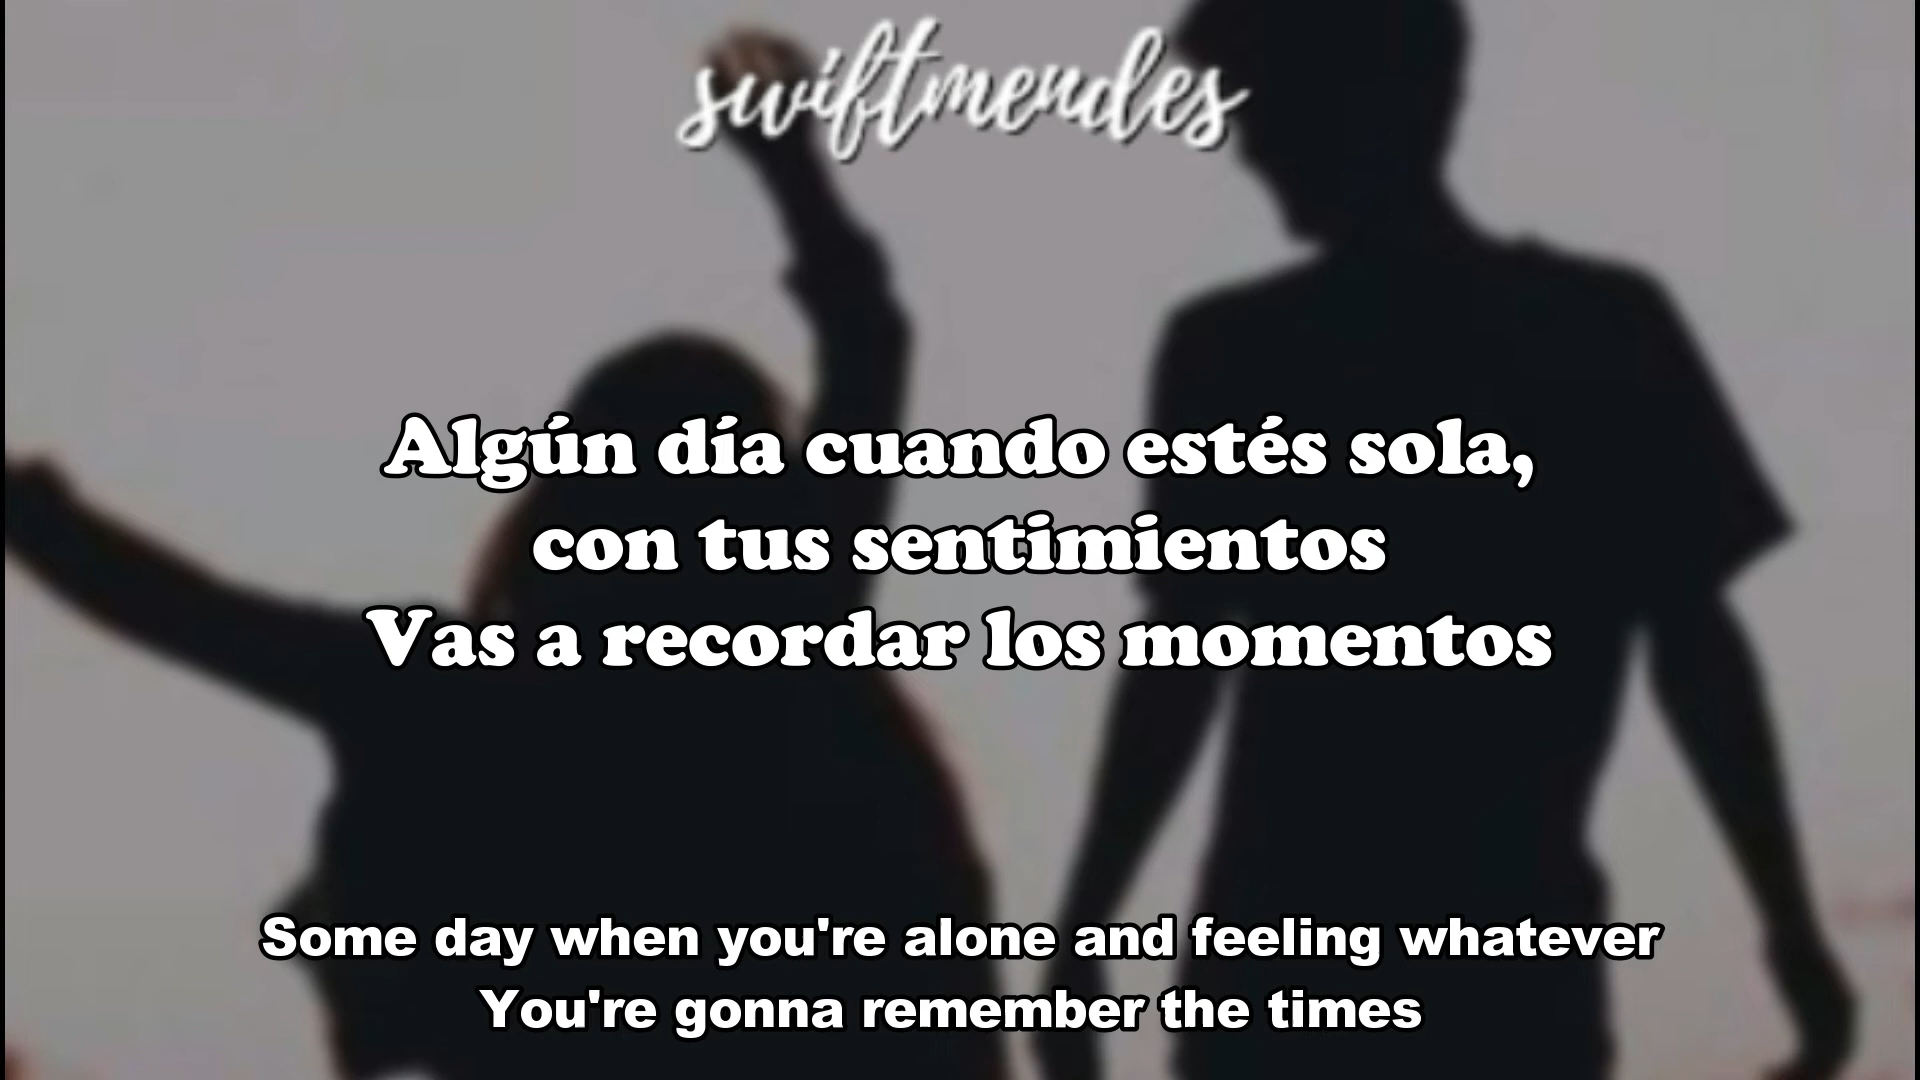 swiftmendes
Algún día cuando estés sola,
con tus sentimientos
Vas a recordar los momentos
Some day when you're alone and feeling whatever
You're gonna remember the times